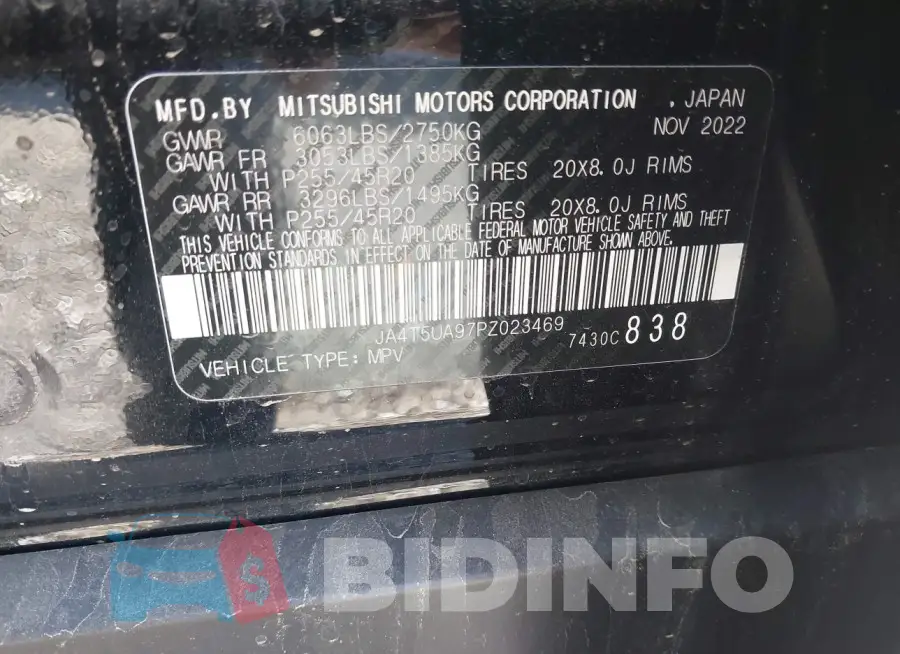 MFD.BY MITSUBISHI MOTORS CORPORATION . JAPAN
NOV 2022
GVWR 6063LBS/2750KG
GAWR FR 3053LBS/1385KG
WITH P255/45R20 TIRES 20X8.0J RIMS
GAWR RR 3296LBS/1495KG
WITH P255/45R20 TIRES 20X8.0J RIMS
THIS VEHICLE CONFORMS TO ALL APPLICABLE FEDERAL MOTOR VEHICLE SAFETY AND THEFT
PREVENTION STANDARDS IN EFFECT ON THE DATE OF MANUFACTURE SHOWN ABOVE.
JA4T5UA97PZ023469
7430C 838
VEHICLE TYPE: MPV
$ BIDINFO